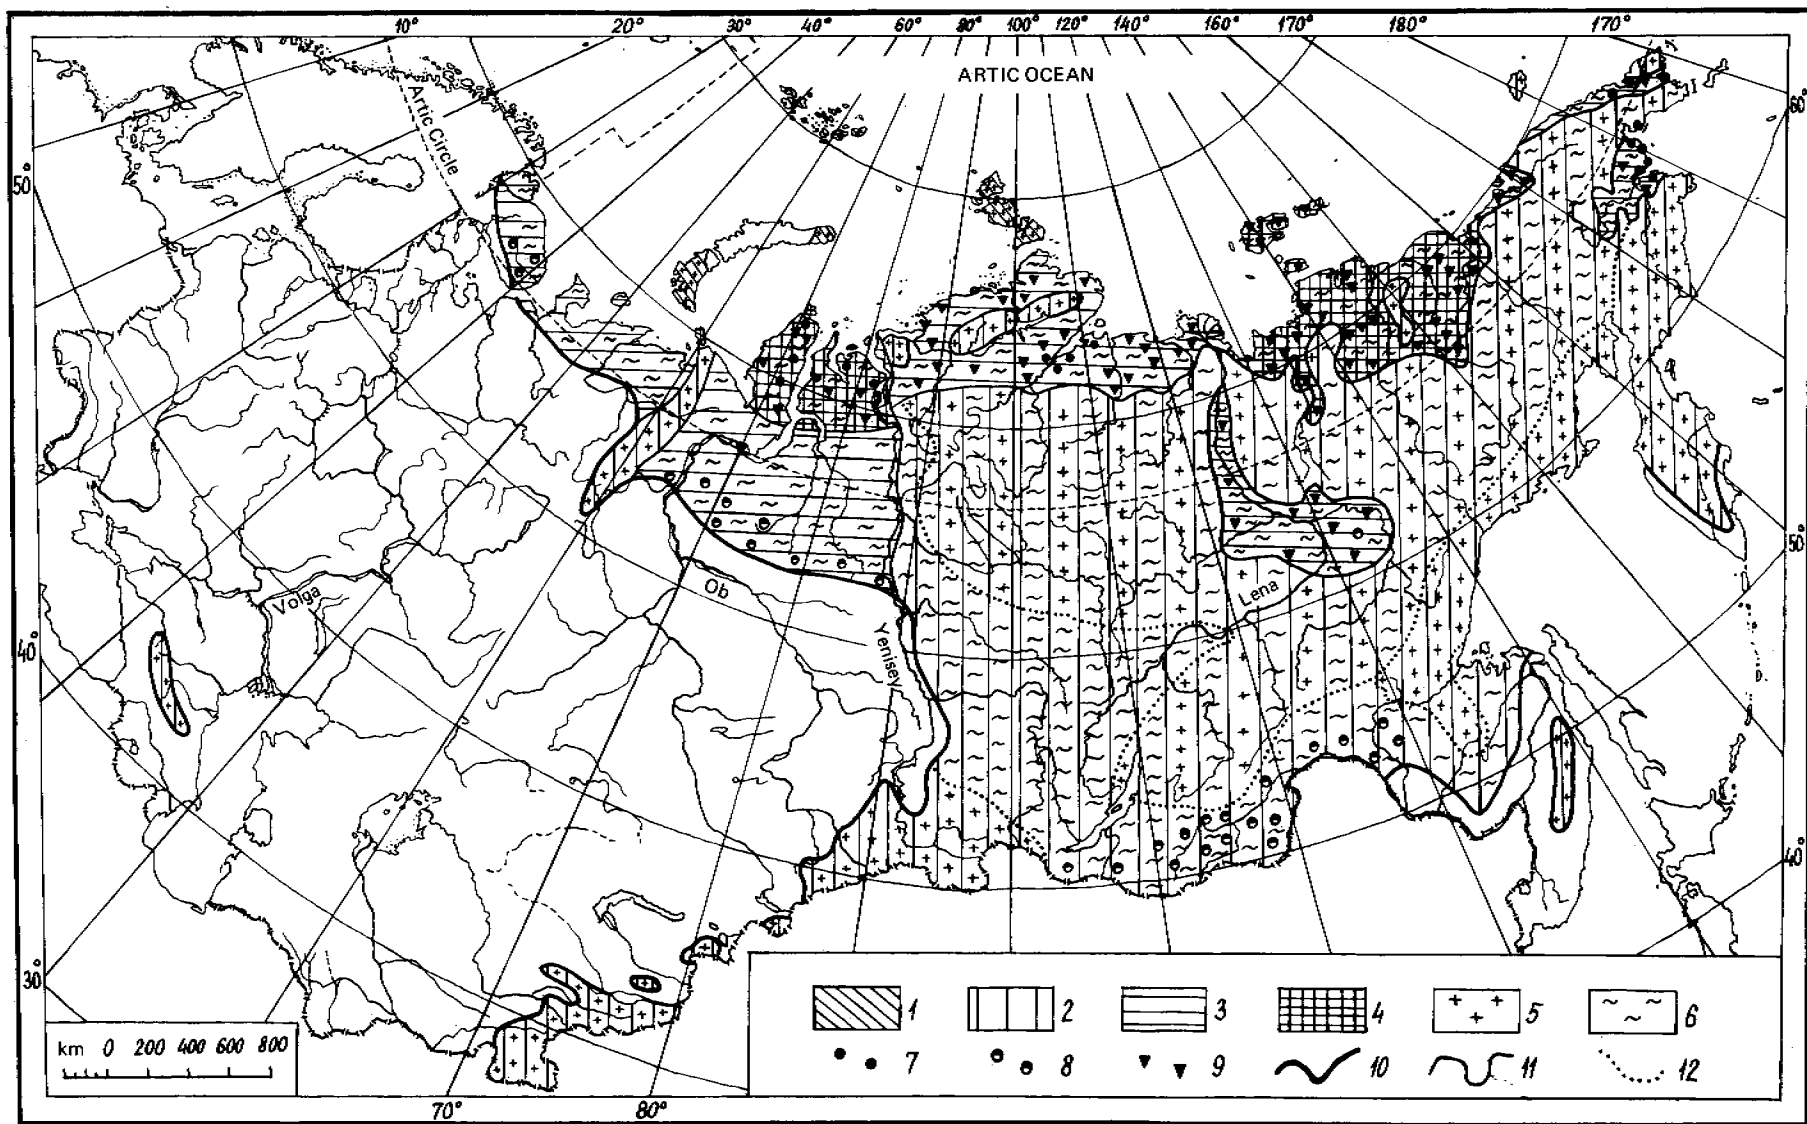 10° 20° 30° 40° 60° 80° 100° 120° 140° 160° 170° 180° 170°
ARTIC OCEAN
Artic Circle
60°
50°
50°
Ob
Lena
Volga
Yenisey
40°
40°
30°
1 2 3 4 5 6
7 8 9 10 11 12
km 0 200 400 600 800
70° 80°